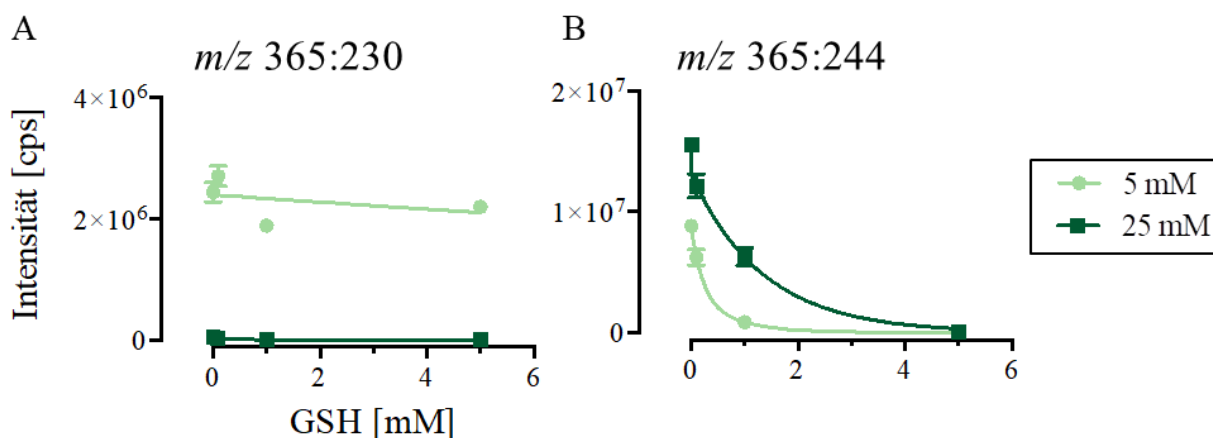 A
m/z 365:230
Intensität [cps]
4×10⁶
2×10⁶
0
0 2 4 6
GSH [mM]
B
m/z 365:244
2×10⁷
1×10⁷
0
0 2 4 6
5 mM
25 mM